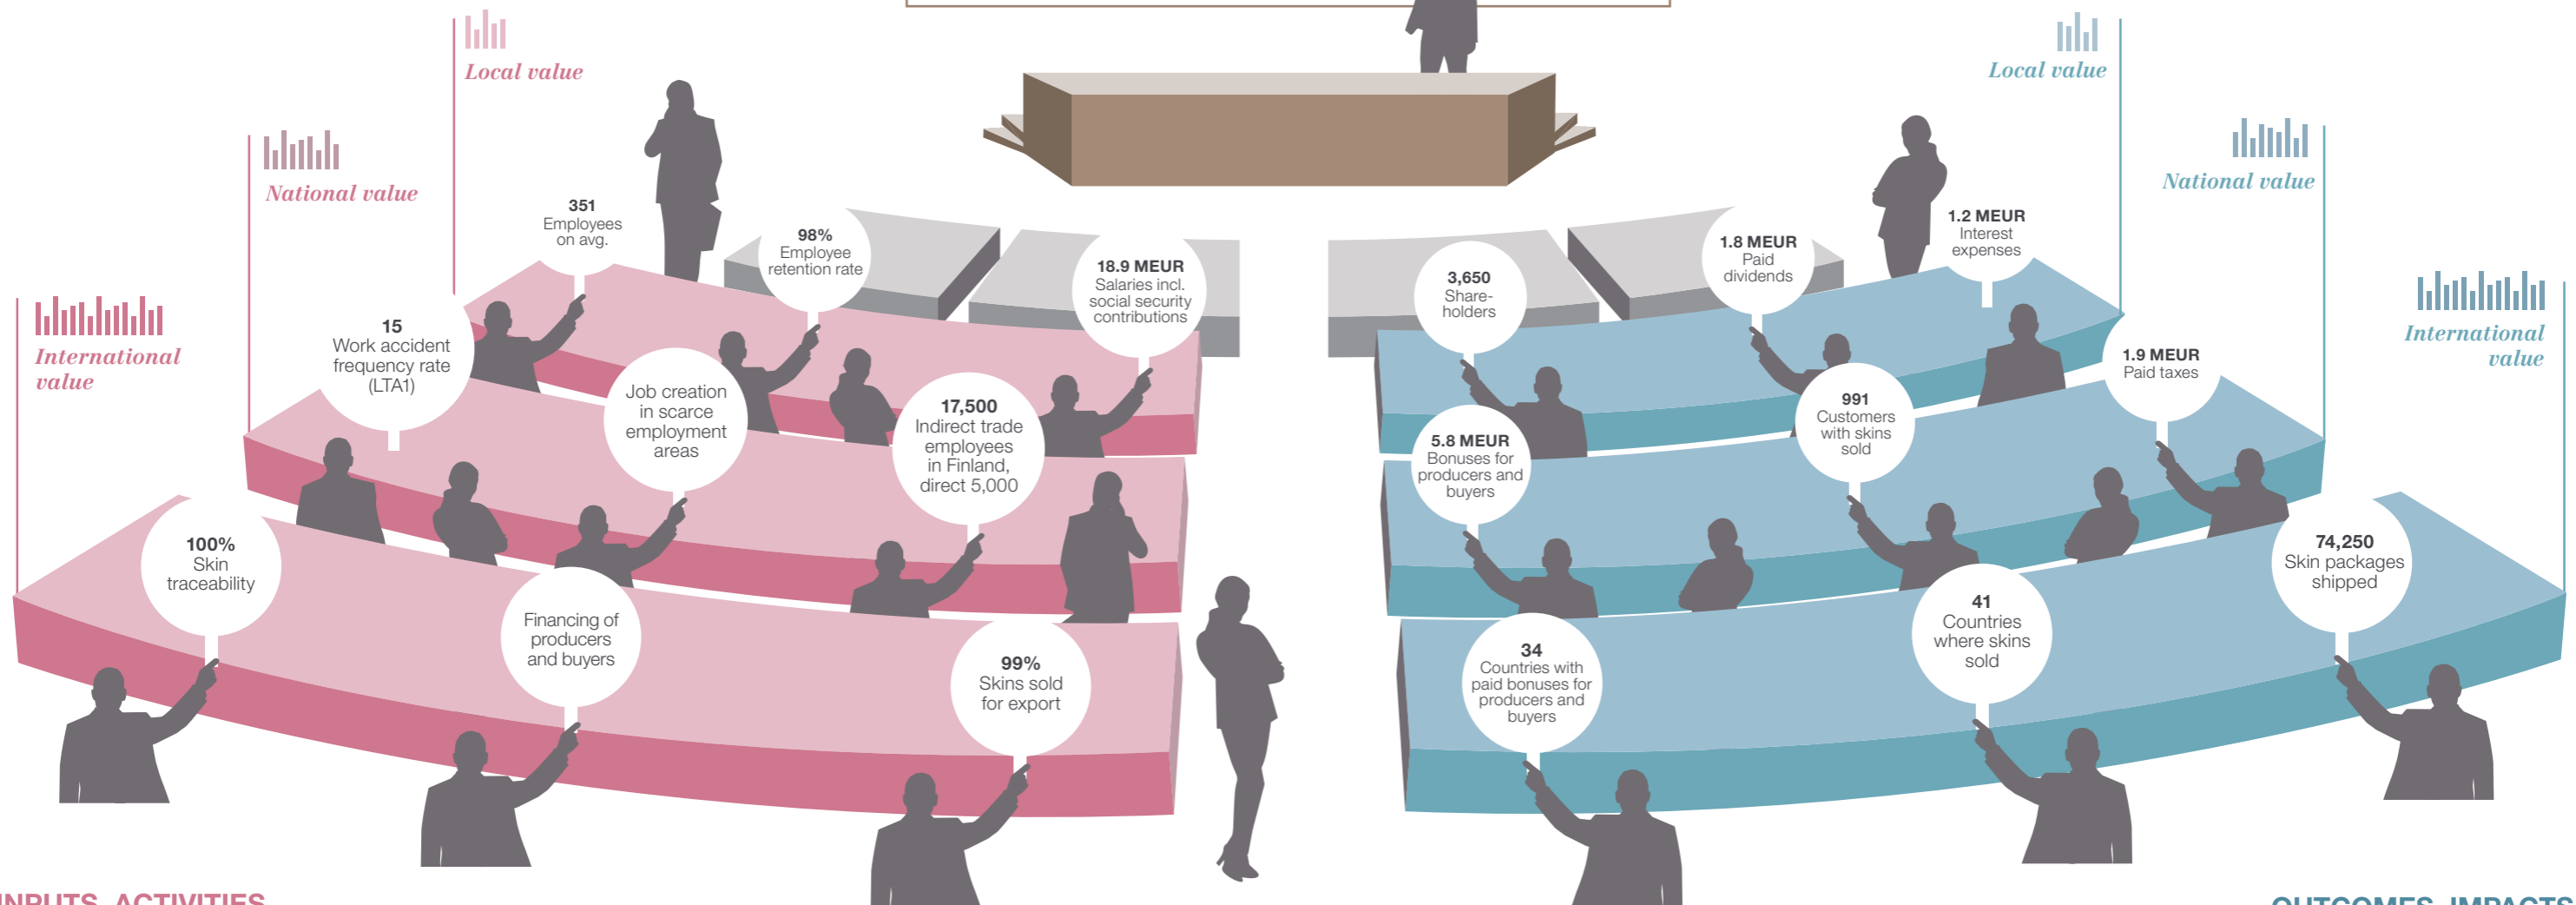 Local value
National value
International
value
351
Employees
on avg.
98%
Employee
retention rate
18.9 MEUR
Salaries incl.
social security
contributions
15
Work accident
frequency rate
(LTA1)
Job creation
in scarce
employment
areas
17,500
Indirect trade
employees
in Finland,
direct 5,000
100%
Skin
traceability
Financing of
producers
and buyers
99%
Skins sold
for export
INPUTS, ACTIVITIES
Local value
National value
International
value
3,650
Share-
holders
1.8 MEUR
Paid
dividends
1.2 MEUR
Interest
expenses
5.8 MEUR
Bonuses for
producers and
buyers
991
Customers
with skins
sold
1.9 MEUR
Paid taxes
34
Countries with
paid bonuses for
producers and
buyers
41
Countries
where skins
sold
74,250
Skin packages
shipped
OUTCOMES, IMPACTS